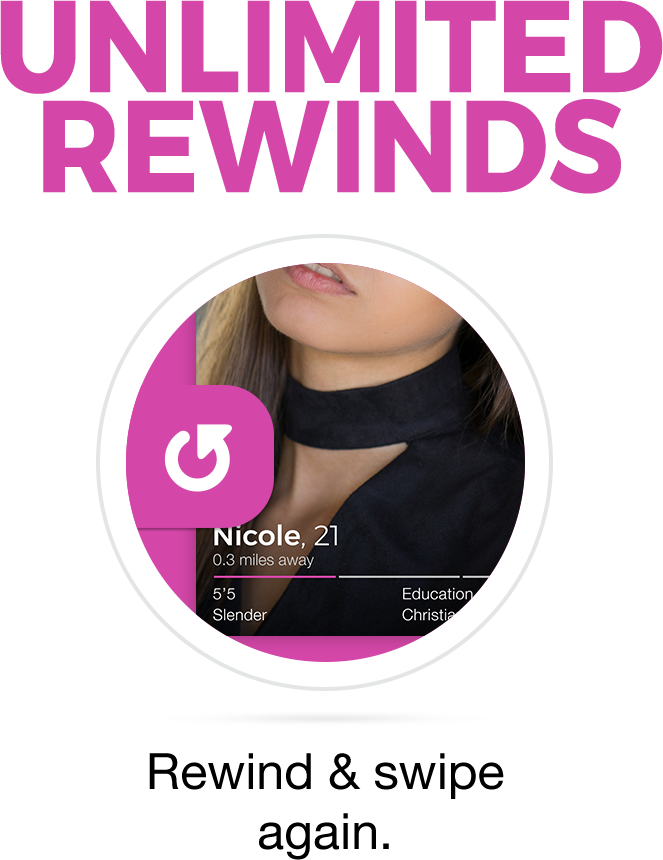 UNLIMITED
REWINDS
Nicole, 21
0.3 miles away
5'5
Slender
Education
Rewind & swipe
again.